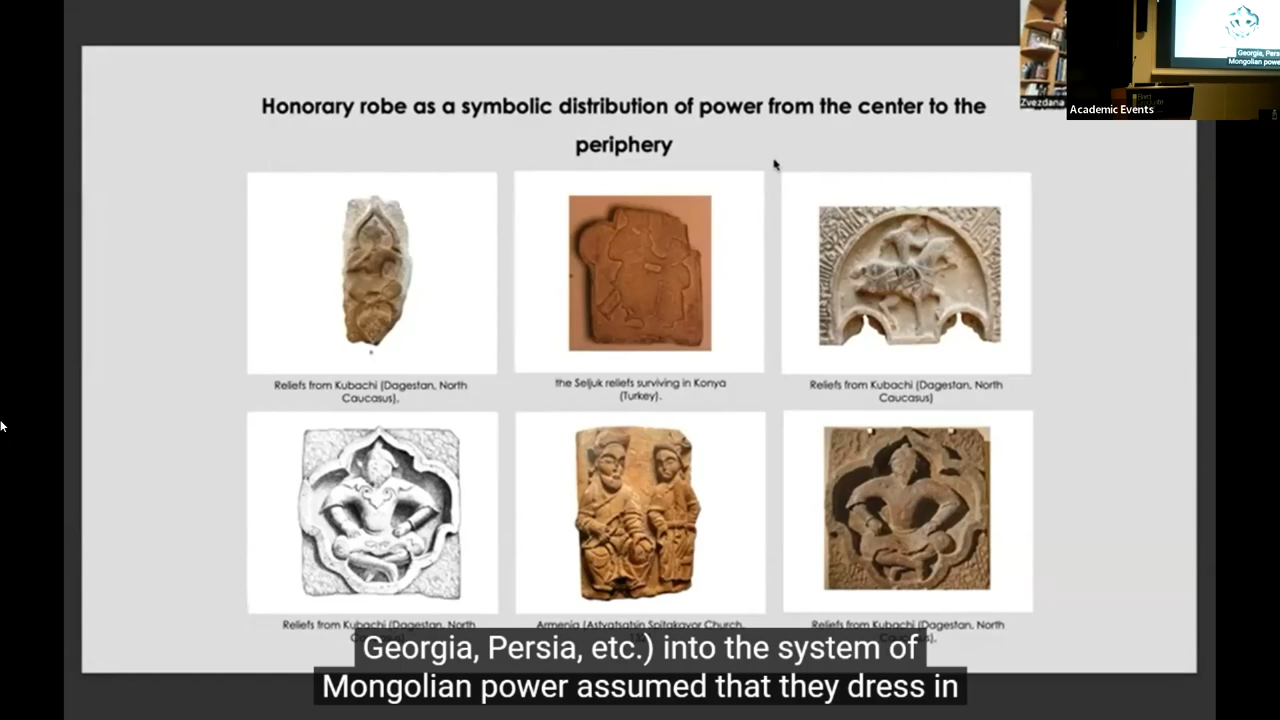 Zvezdana
Academic Events
Georgia, Pers
Mongolian powe
Honorary robe as a symbolic distribution of power from the center to the
periphery
Reliefs from Kubachi (Dagestan, North
Caucasus),
the Seljuk reliefs surviving in Konya
(Turkey).
Reliefs from Kubachi (Dagestan, North
Caucasus)
Reliefs from Kubachi (Dagestan, North
Armenia (Astvatsatsin Spitakavor Church,
Reliefs from Kubachi (Dagestan, North
Georgia, Persia, etc.) into the system of
Mongolian power assumed that they dress in